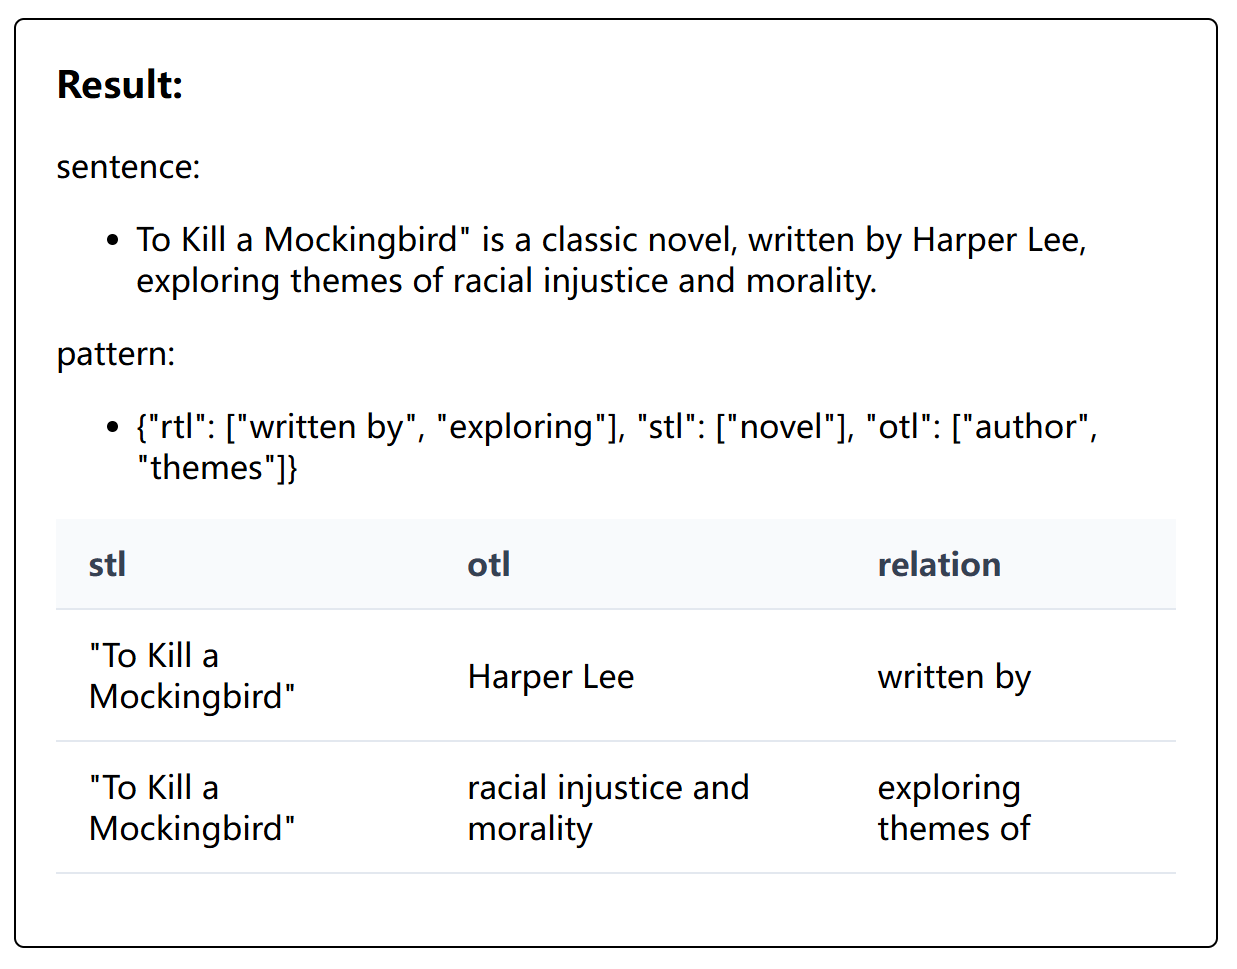 Result:
sentence:
• To Kill a Mockingbird" is a classic novel, written by Harper Lee,
exploring themes of racial injustice and morality.
pattern:
• {"rtl": ["written by", "exploring"], "stl": ["novel"], "otl": ["author",
"themes"]}
stl otl relation
"To Kill a
Mockingbird" Harper Lee written by
"To Kill a racial injustice and exploring
Mockingbird" morality themes of